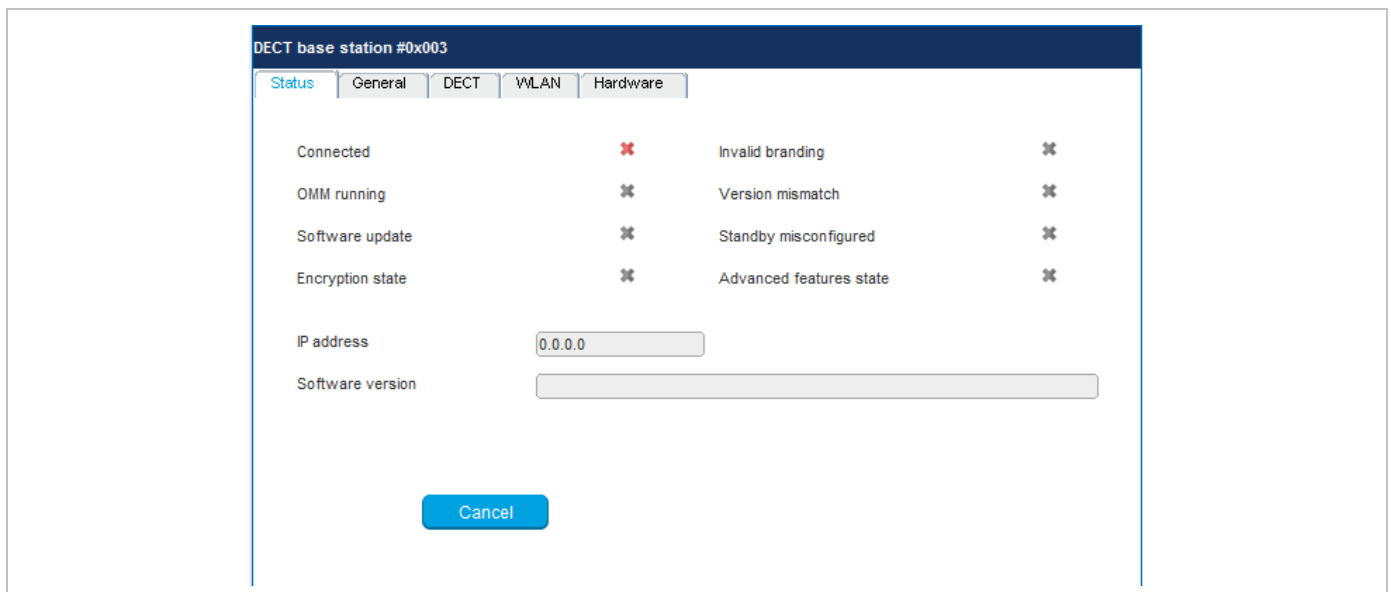 DECT base station #0x003
Status General DECT WLAN Hardware
Connected Invalid branding
OMM running Version mismatch
Software update Standby misconfigured
Encryption state Advanced features state
IP address 0.0.0.0
Software version
Cancel